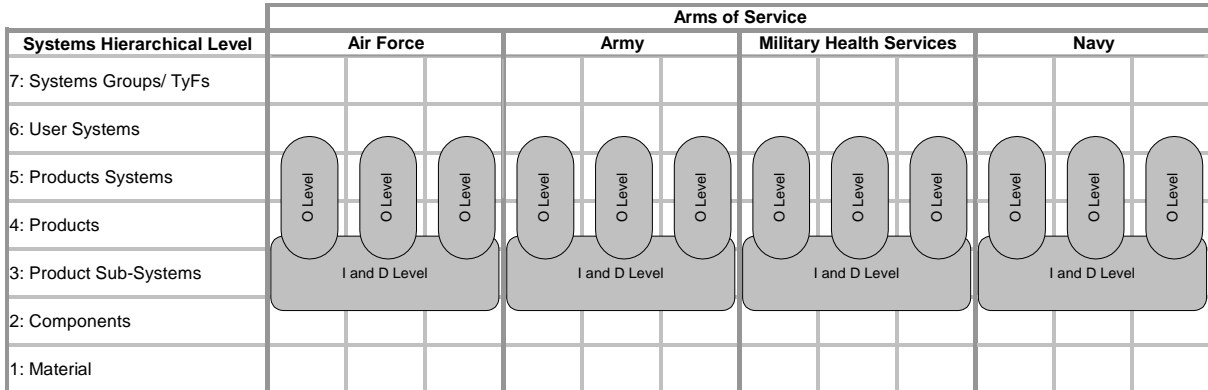 Arms of Service
Systems Hierarchical Level Air Force Army Military Health Services Navy
7: Systems Groups/ TyFs
6: User Systems
5: Products Systems
O Level O Level O Level O Level O Level O Level O Level O Level O Level O Level O Level O Level
4: Products
3: Product Sub-Systems I and D Level I and D Level I and D Level I and D Level
2: Components
1: Material